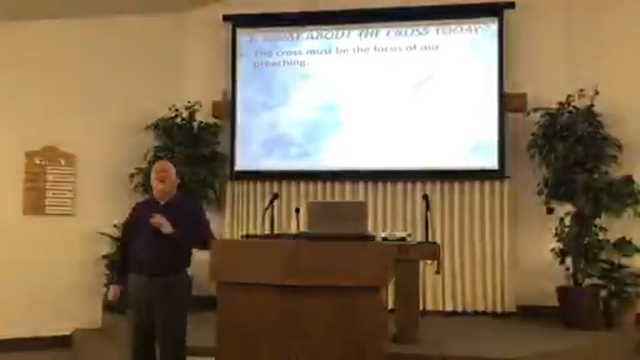 WHAT ABOUT THE CROSS TODAY?
The cross must be the focus of our
preaching.